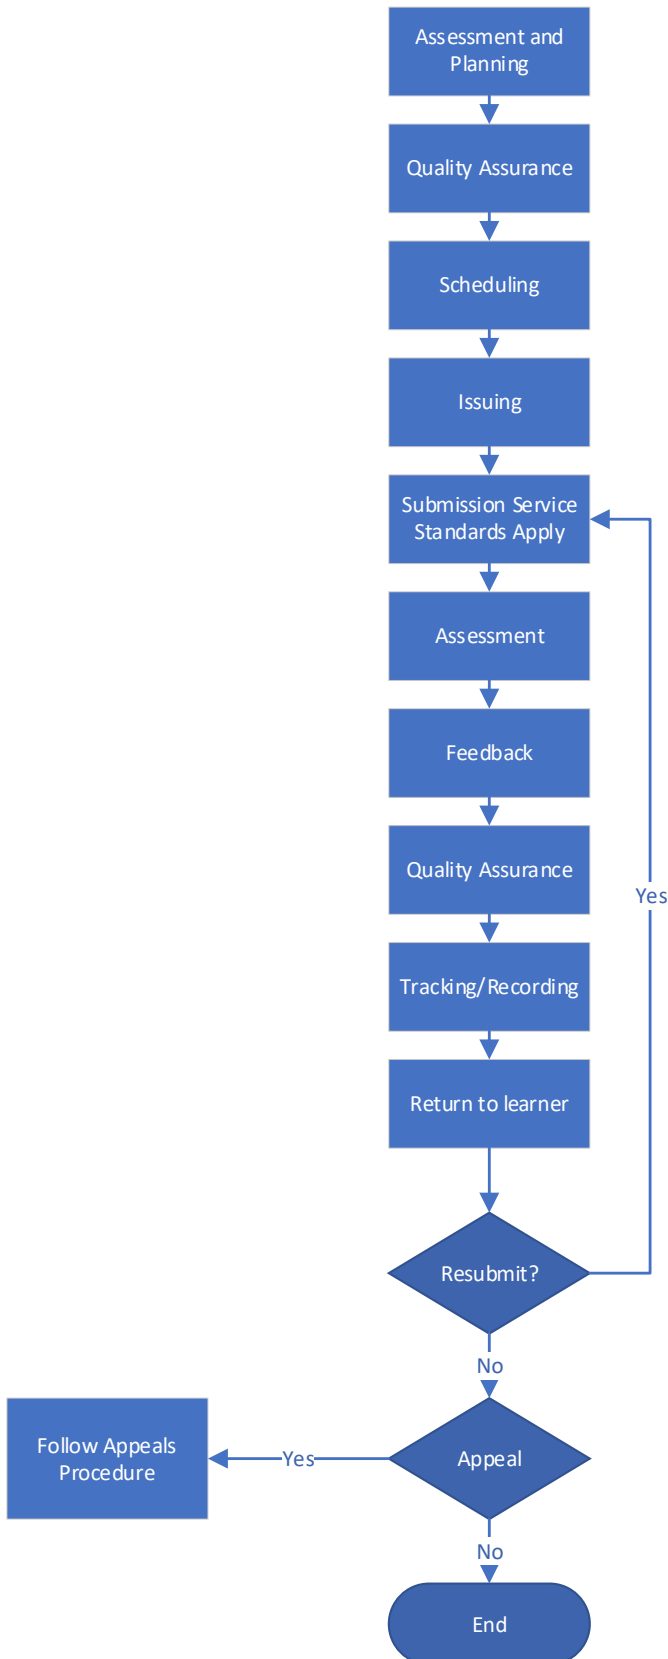 Assessment and
Planning
Quality Assurance
Scheduling
Issuing
Submission Service
Standards Apply
Assessment
Feedback
Quality Assurance
Yes
Tracking/Recording
Return to learner
Resubmit?
No
Follow Appeals
Procedure
Yes
Appeal
No
End